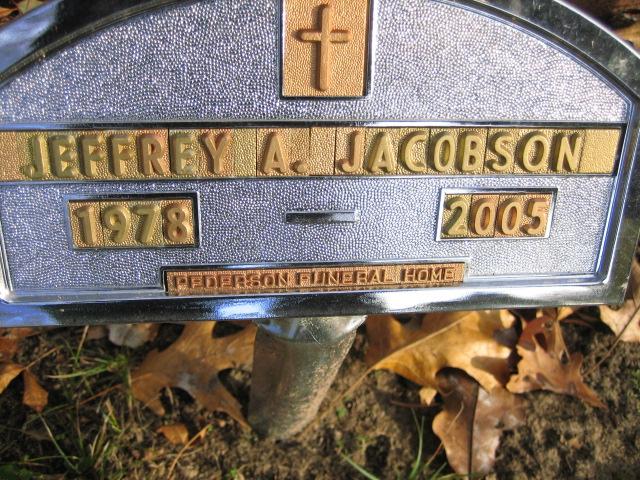 JEFFREY A. JACOBSON
1978 - 2005
PEDERSON FUNERAL HOME